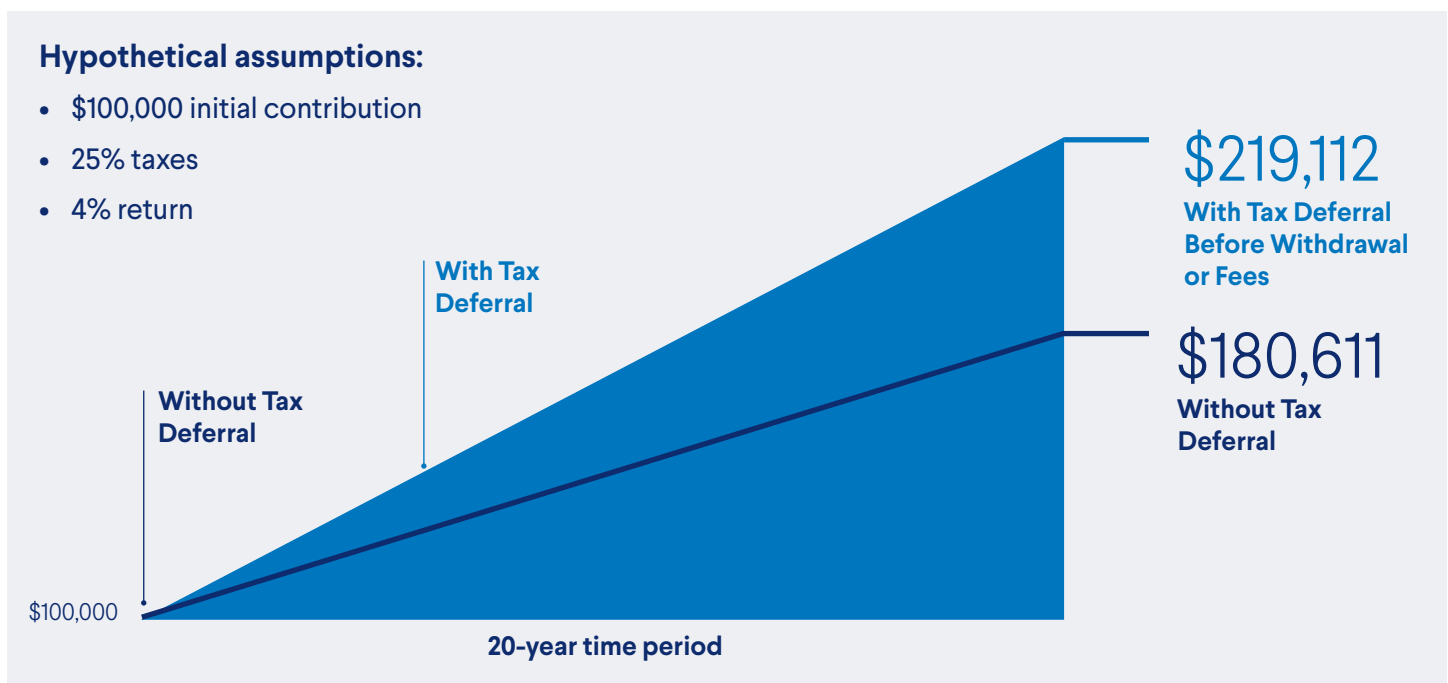 Hypothetical assumptions:
• $100,000 initial contribution
• 25% taxes
• 4% return
$219,112
With Tax Deferral
Before Withdrawal
or Fees
With Tax
Deferral
$180,611
Without Tax
Deferral
Without Tax
Deferral
$100,000
20-year time period